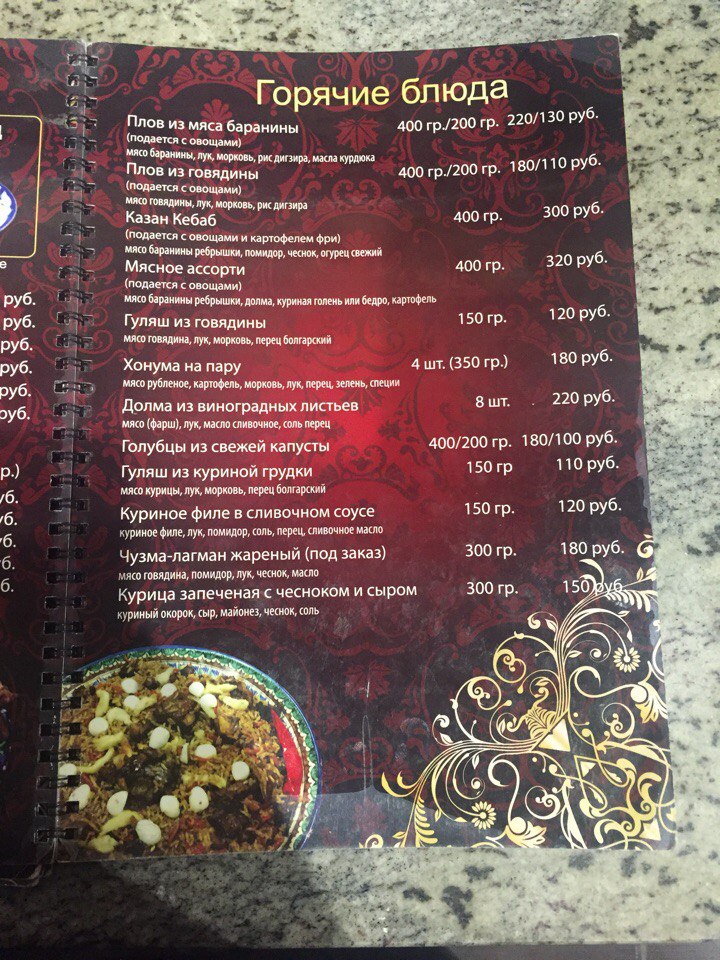 Горячие блюда
Плов из мяса баранины 400 гр./200 гр. 220/130 руб.
(подается с овощами)
мясо баранины, лук, морковь, рис дигзира, масла курдюка
Плов из говядины 400 гр./200 гр. 180/110 руб.
(подается с овощами)
мясо говядины, лук, морковь, рис дигзира
Казан Кебаб 400 гр. 300 руб.
(подается с овощами и картофелем фри)
мясо баранины ребрышки, помидор, чеснок, огурец свежий
Мясное ассорти 400 гр. 320 руб.
(подается с овощами)
мясо баранины ребрышки, долма, куриная голень или бедро, картофель
Гуляш из говядины 150 гр. 120 руб.
мясо говядина, лук, морковь, перец болгарский
Хонума на пару 4 шт. (350 гр.) 180 руб.
мясо рубленое, картофель, морковь, лук, перец, зелень, специи
Долма из виноградных листьев 8 шт. 220 руб.
мясо (фарш), лук, масло сливочное, соль перец
Голубцы из свежей капусты 400/200 гр. 180/100 руб.
Гуляш из куриной грудки 150 гр 110 руб.
мясо курицы, лук, морковь, перец болгарский
Куриное филе в сливочном соусе 150 гр. 120 руб.
куриное филе, лук, помидор, соль, перец, сливочное масло
Чузма-лагман жареный (под заказ) 300 гр. 180 руб.
мясо говядина, помидор, лук, чеснок, масло
Курица запеченая с чесноком и сыром 300 гр. 150 руб.
куриный окорок, сыр, майонез, чеснок, соль
руб.
руб.
руб.
руб.
руб.
руб.